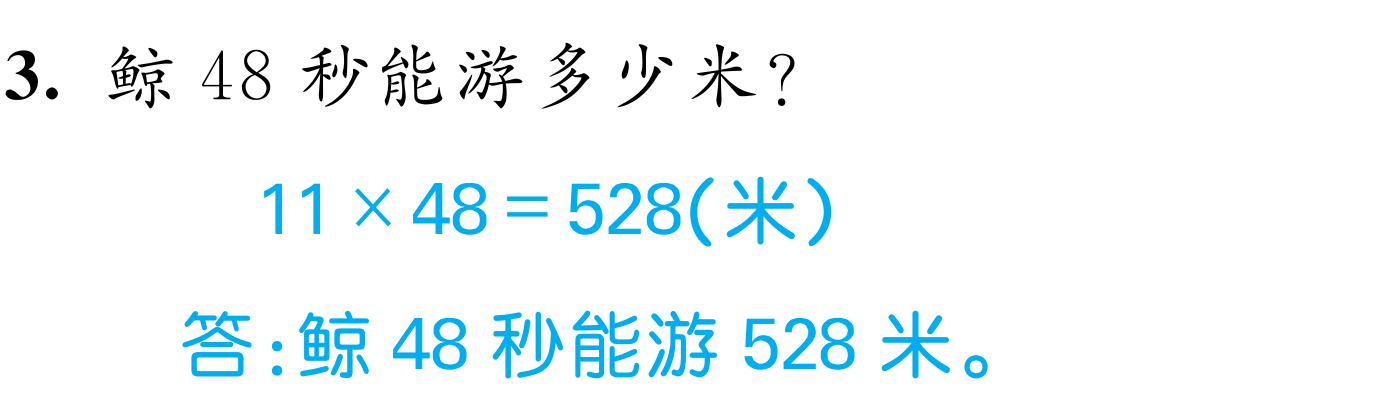 3. 鲸 48 秒能游多少米?
11×48=528(米)
答:鲸 48 秒能游 528 米。